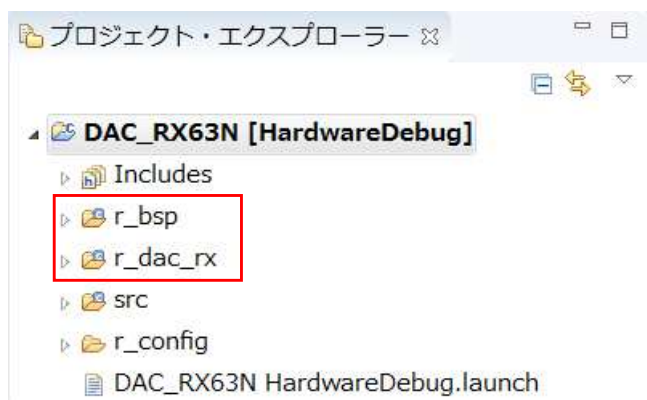 プロジェクト・エクスプローラー
DAC_RX63N [HardwareDebug]
Includes
r_bsp
r_dac_rx
src
r_config
DAC_RX63N HardwareDebug.launch